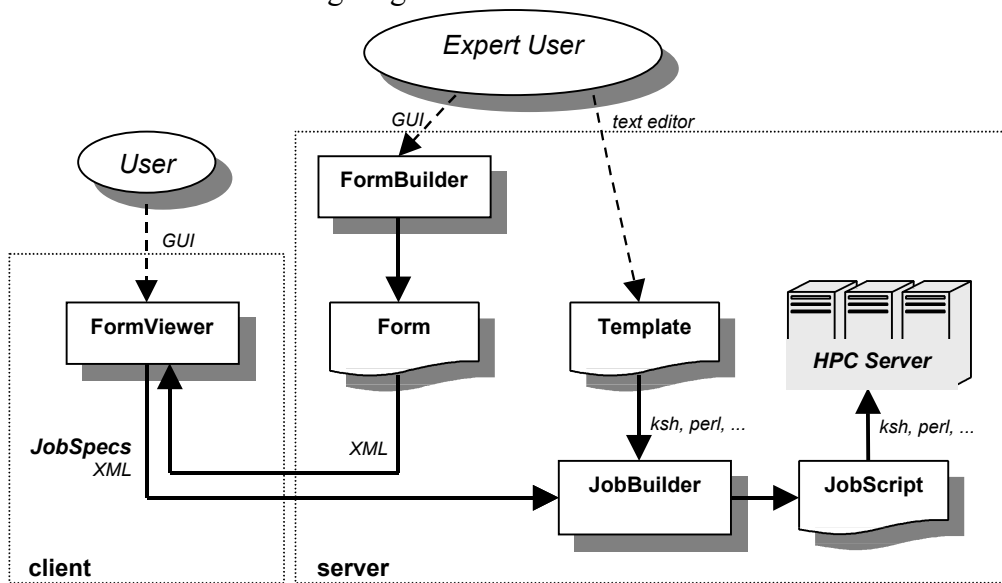 Expert User
GUI
text editor
User
FormBuilder
GUI
FormViewer
Form
Template
HPC Server
JobSpecs
XML
XML
ksh, perl, ...
ksh, perl, ...
JobBuilder
JobScript
client
server